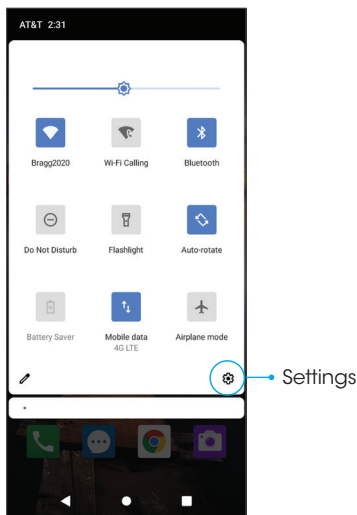 AT&T 2:31
Bragg2020 Wi-Fi Calling Bluetooth
Do Not Disturb Flashlight Auto-rotate
Battery Saver Mobile data Airplane mode
4G LTE
Settings